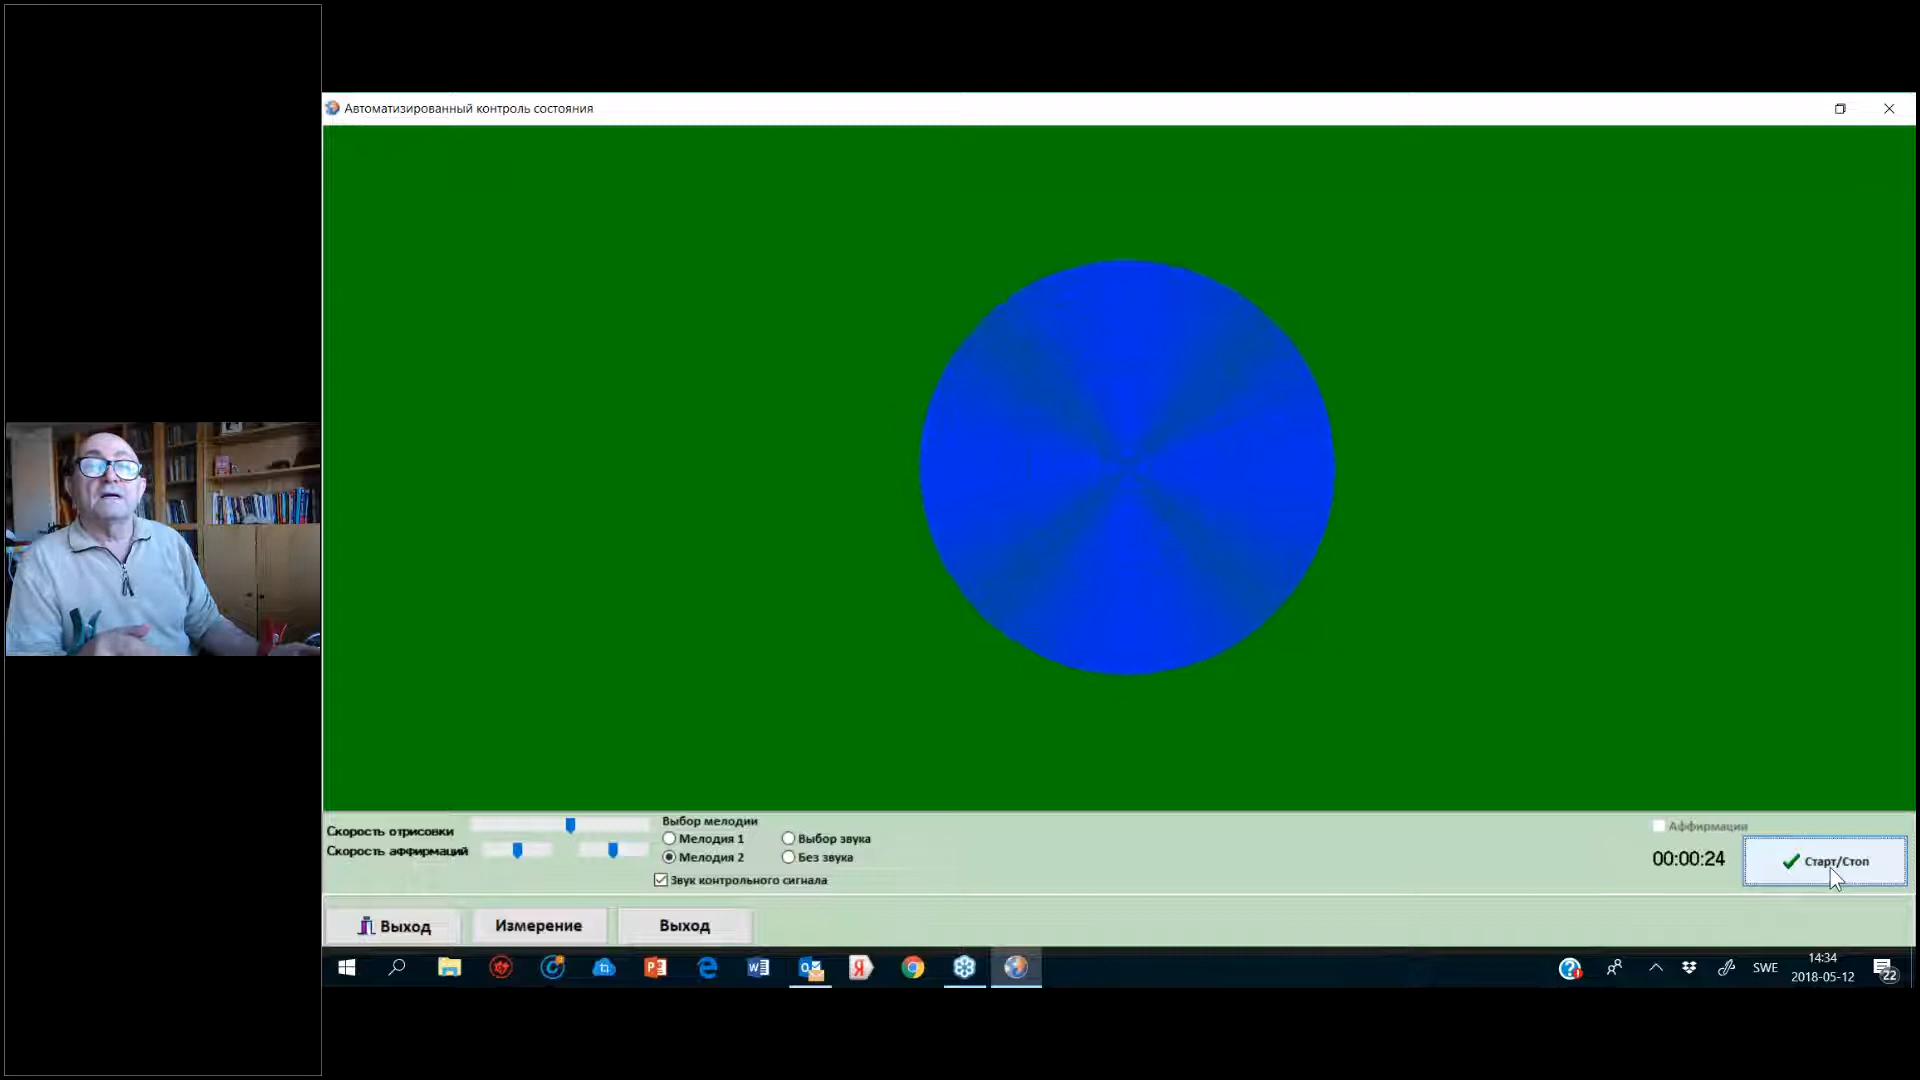 Автоматизированный контроль состояния
Скорость отрисовки
Скорость аффирмаций
Выбор мелодии
Мелодия 1
Выбор звука
Мелодия 2
Без звука
Звук контрольного сигнала
Аффирмации
00:00:24
Старт/Стоп
Выход
Измерение
Выход
SWE
14:34
2018-05-12
22